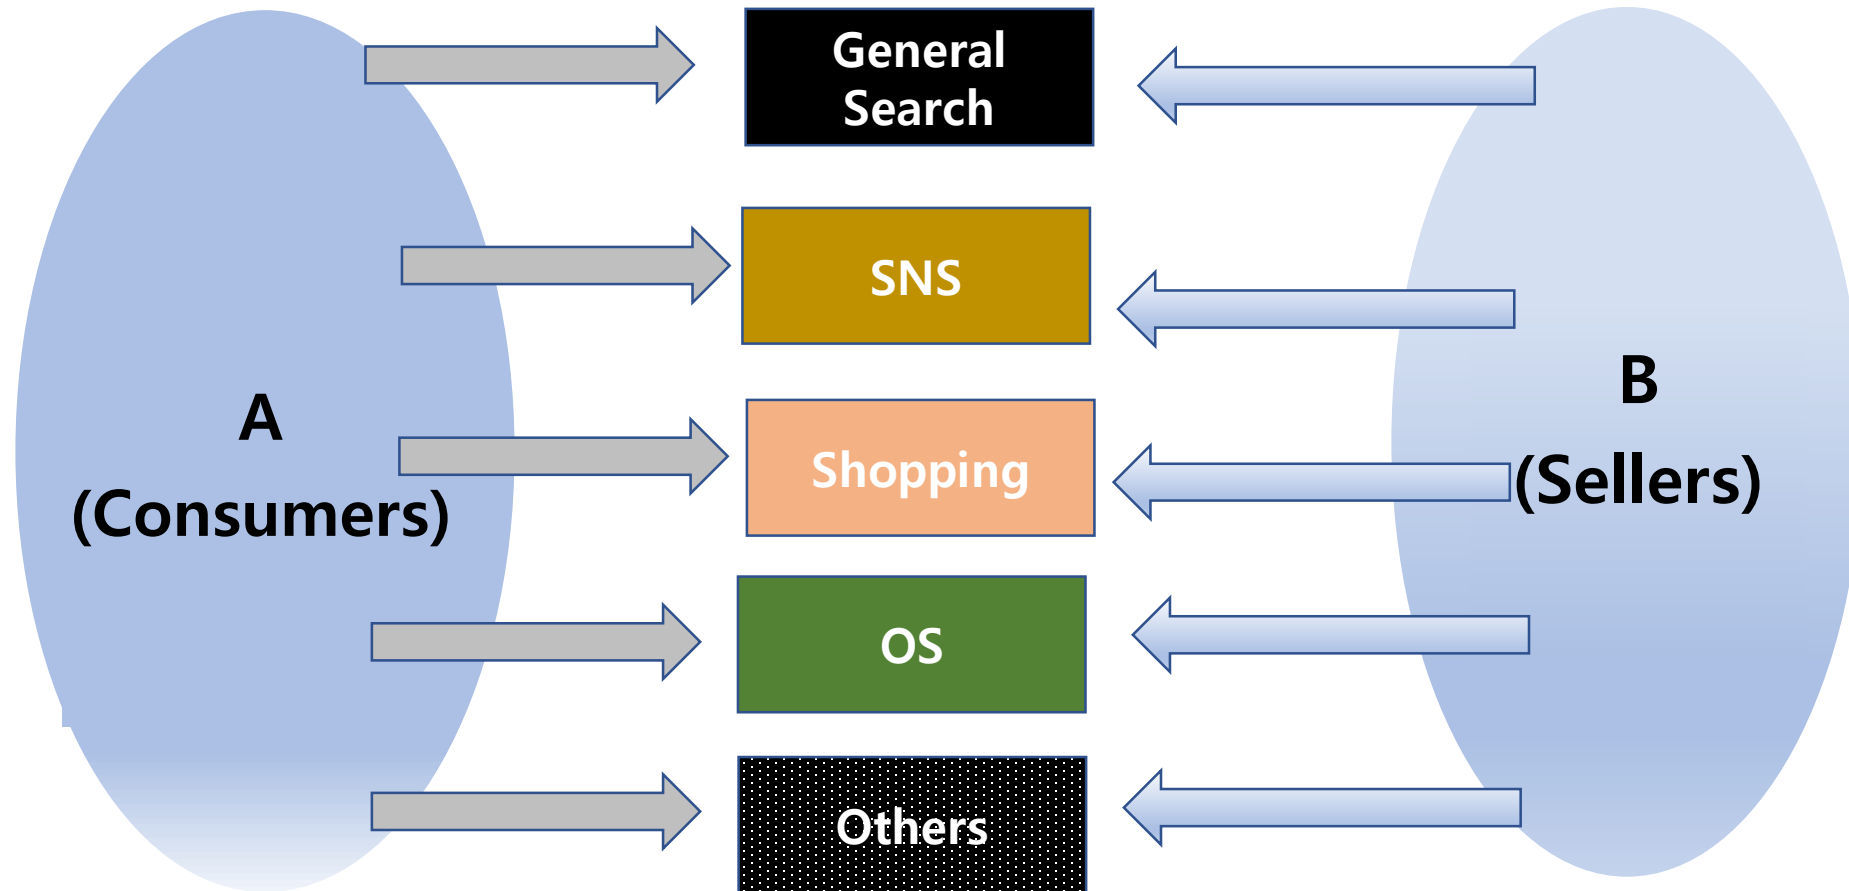 General
Search
SNS
A
(Consumers)
B
(Sellers)
Shopping
OS
Others